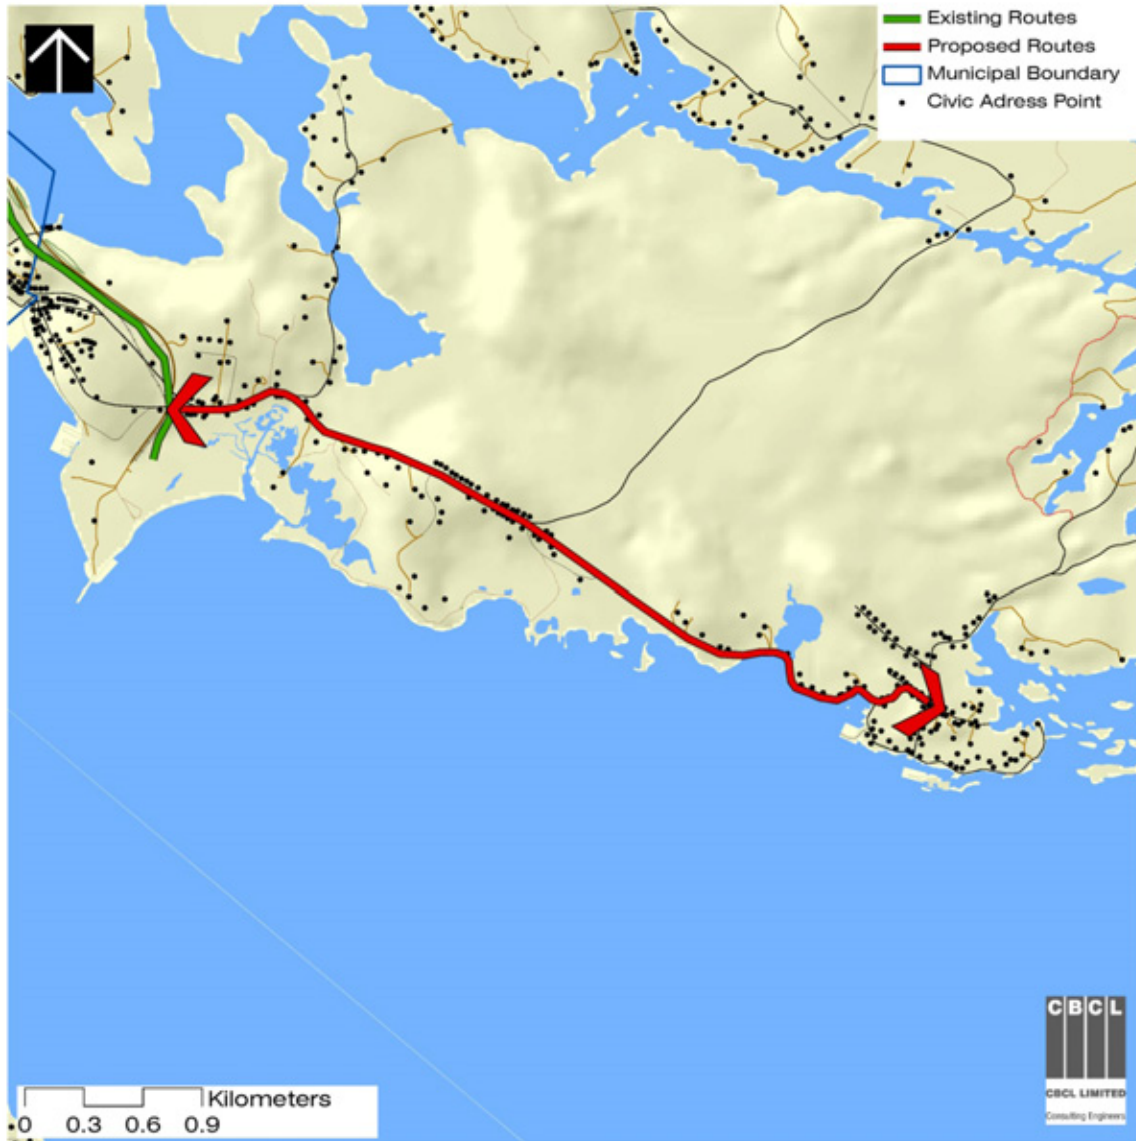 Existing Routes
Proposed Routes
Municipal Boundary
Civic Adress Point
CBCL
CBCL LIMITED
Consulting Engineers
Kilometers
0 0.3 0.6 0.9